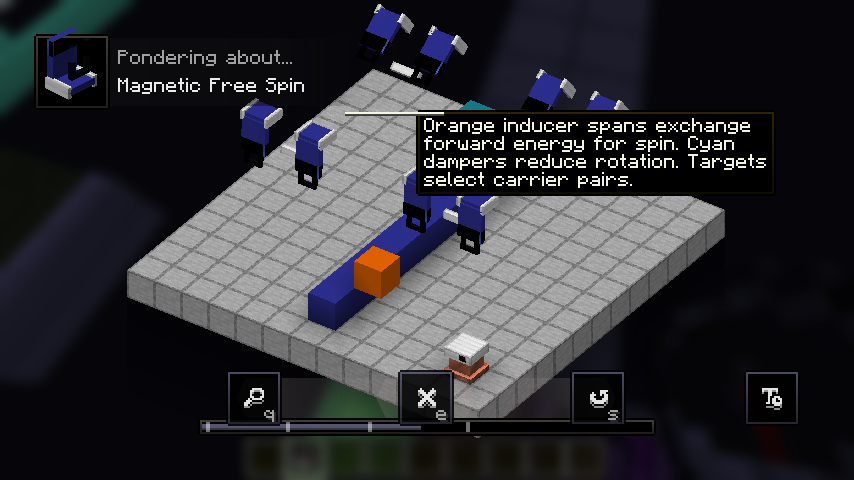 Pondering about...
Magnetic Free Spin
Orange inducer spans exchange
forward energy for spin. Cyan
dampers reduce rotation. Targets
select carrier pairs.
q
e
s
T